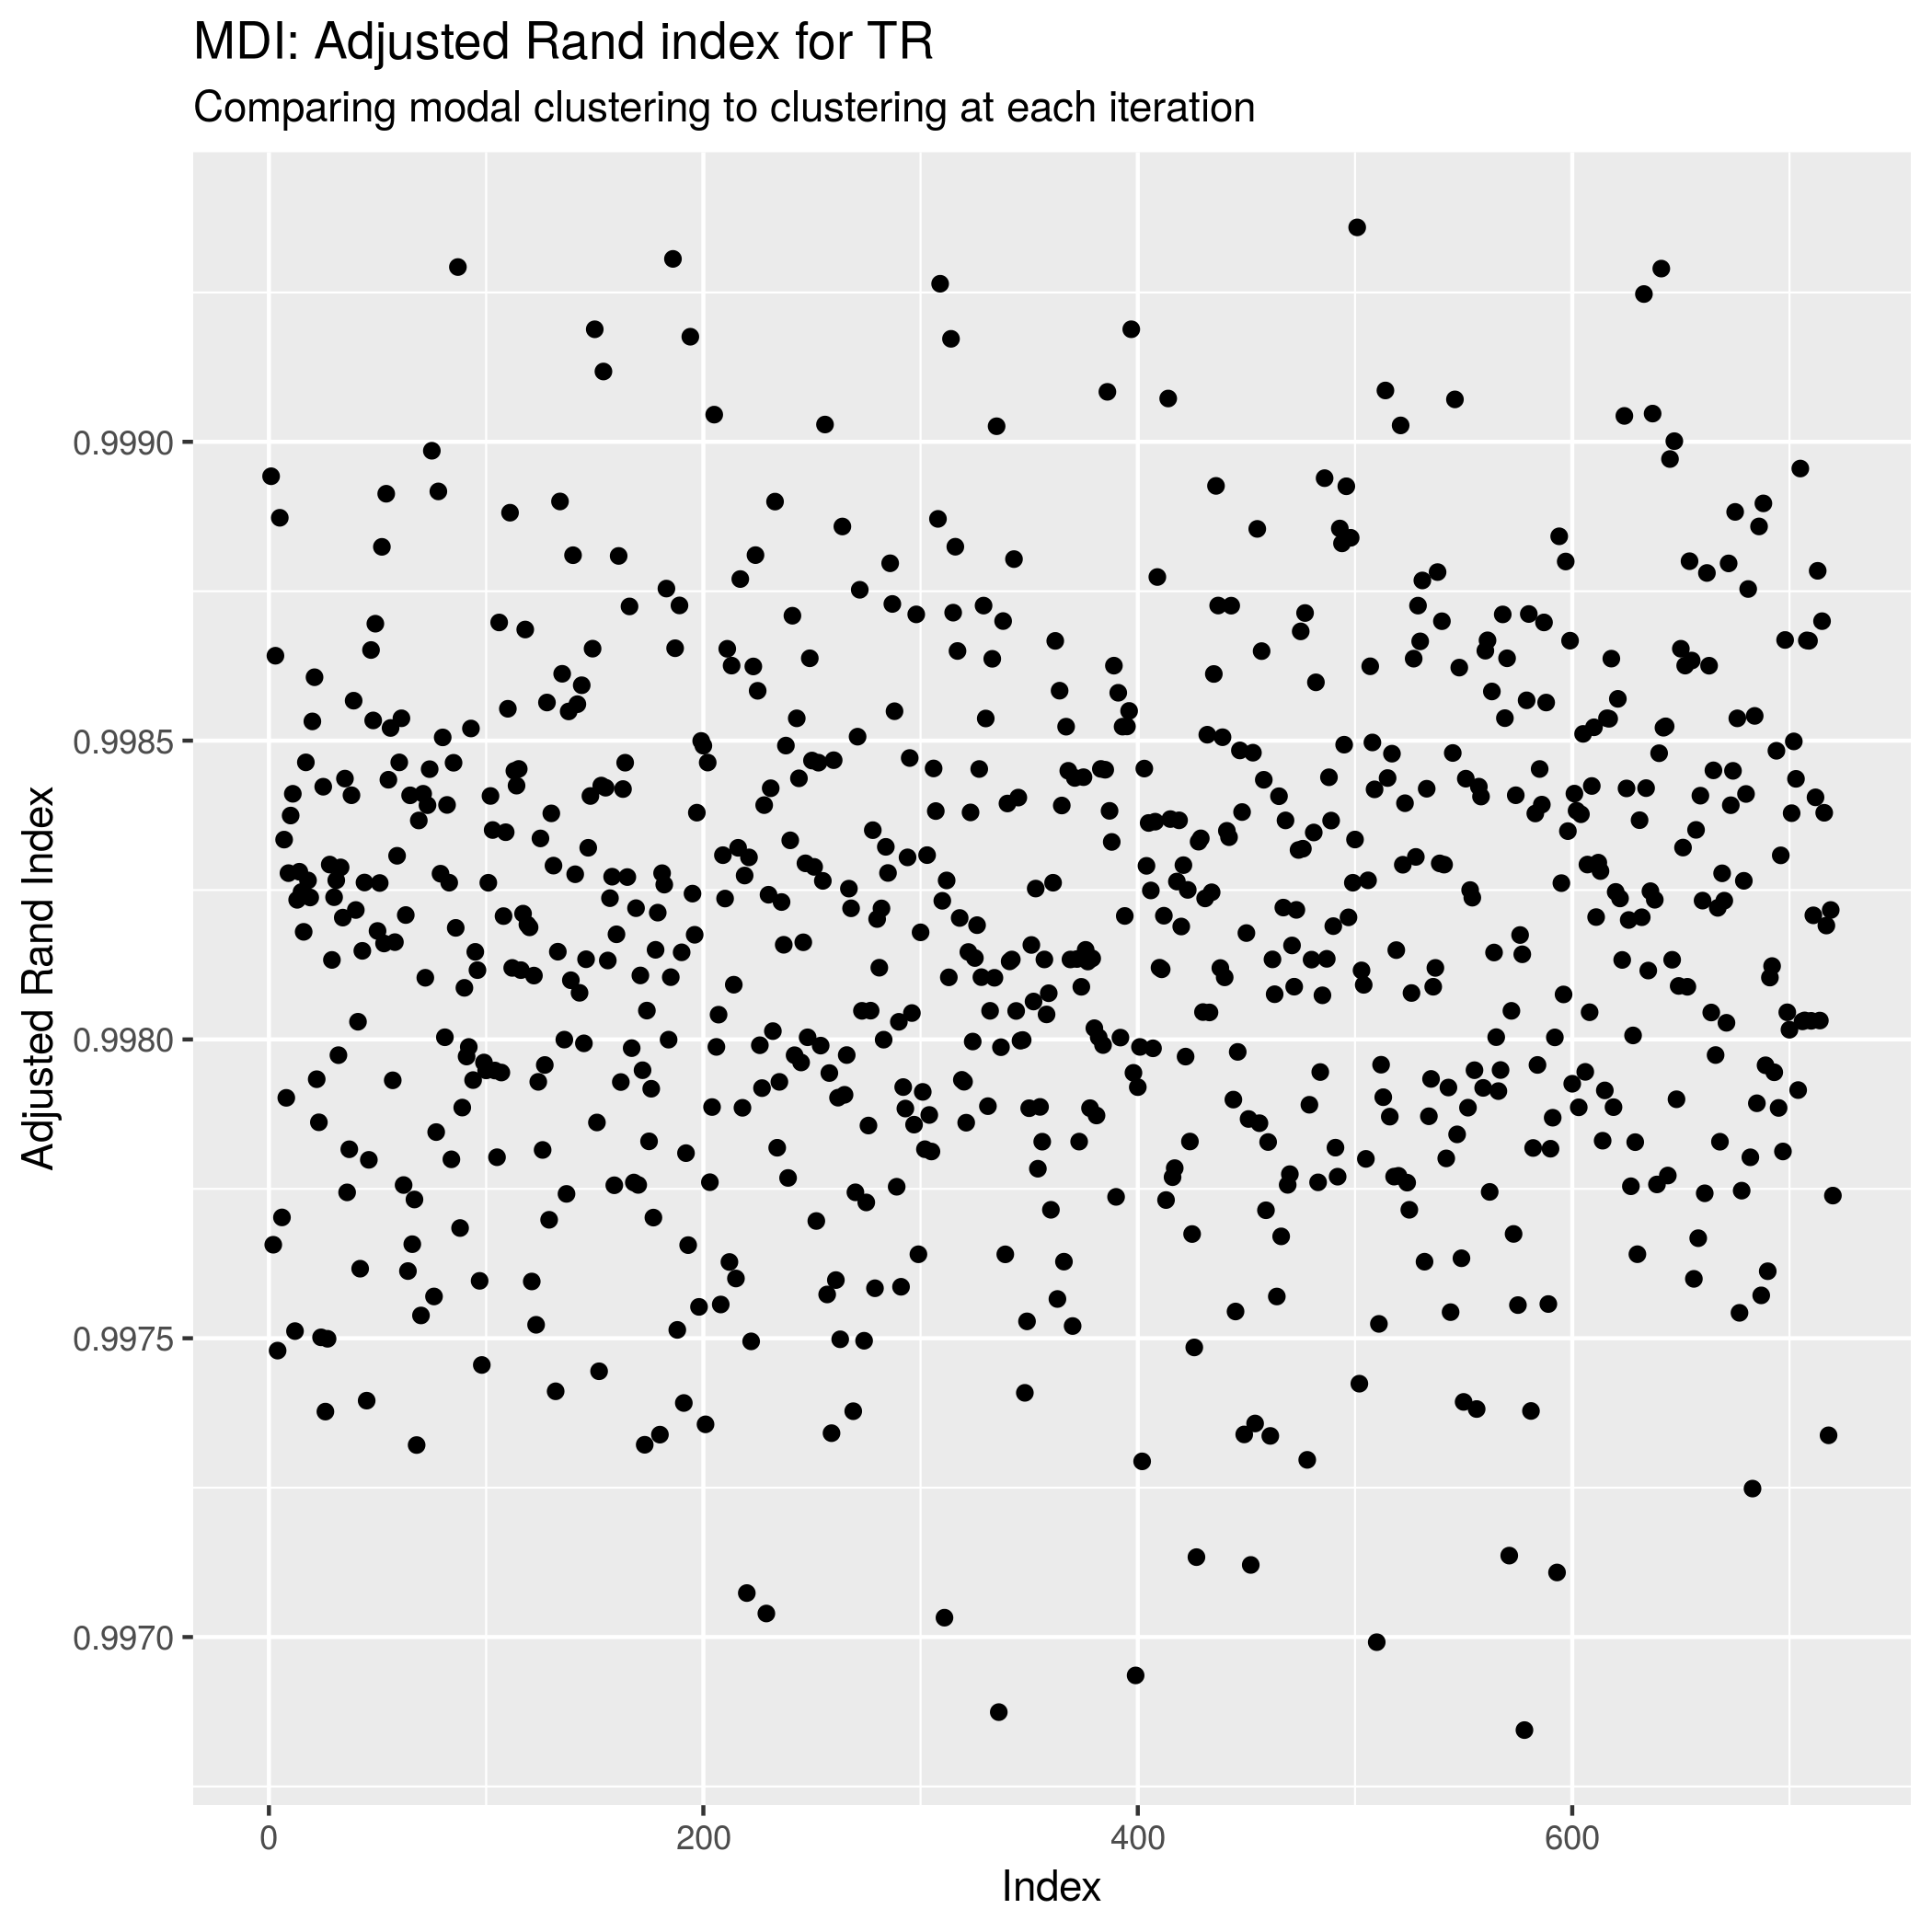 MDI: Adjusted Rand index for TR
Comparing modal clustering to clustering at each iteration
Adjusted Rand Index
0.9990
0.9985
0.9980
0.9975
0.9970
0
200
400
600
Index